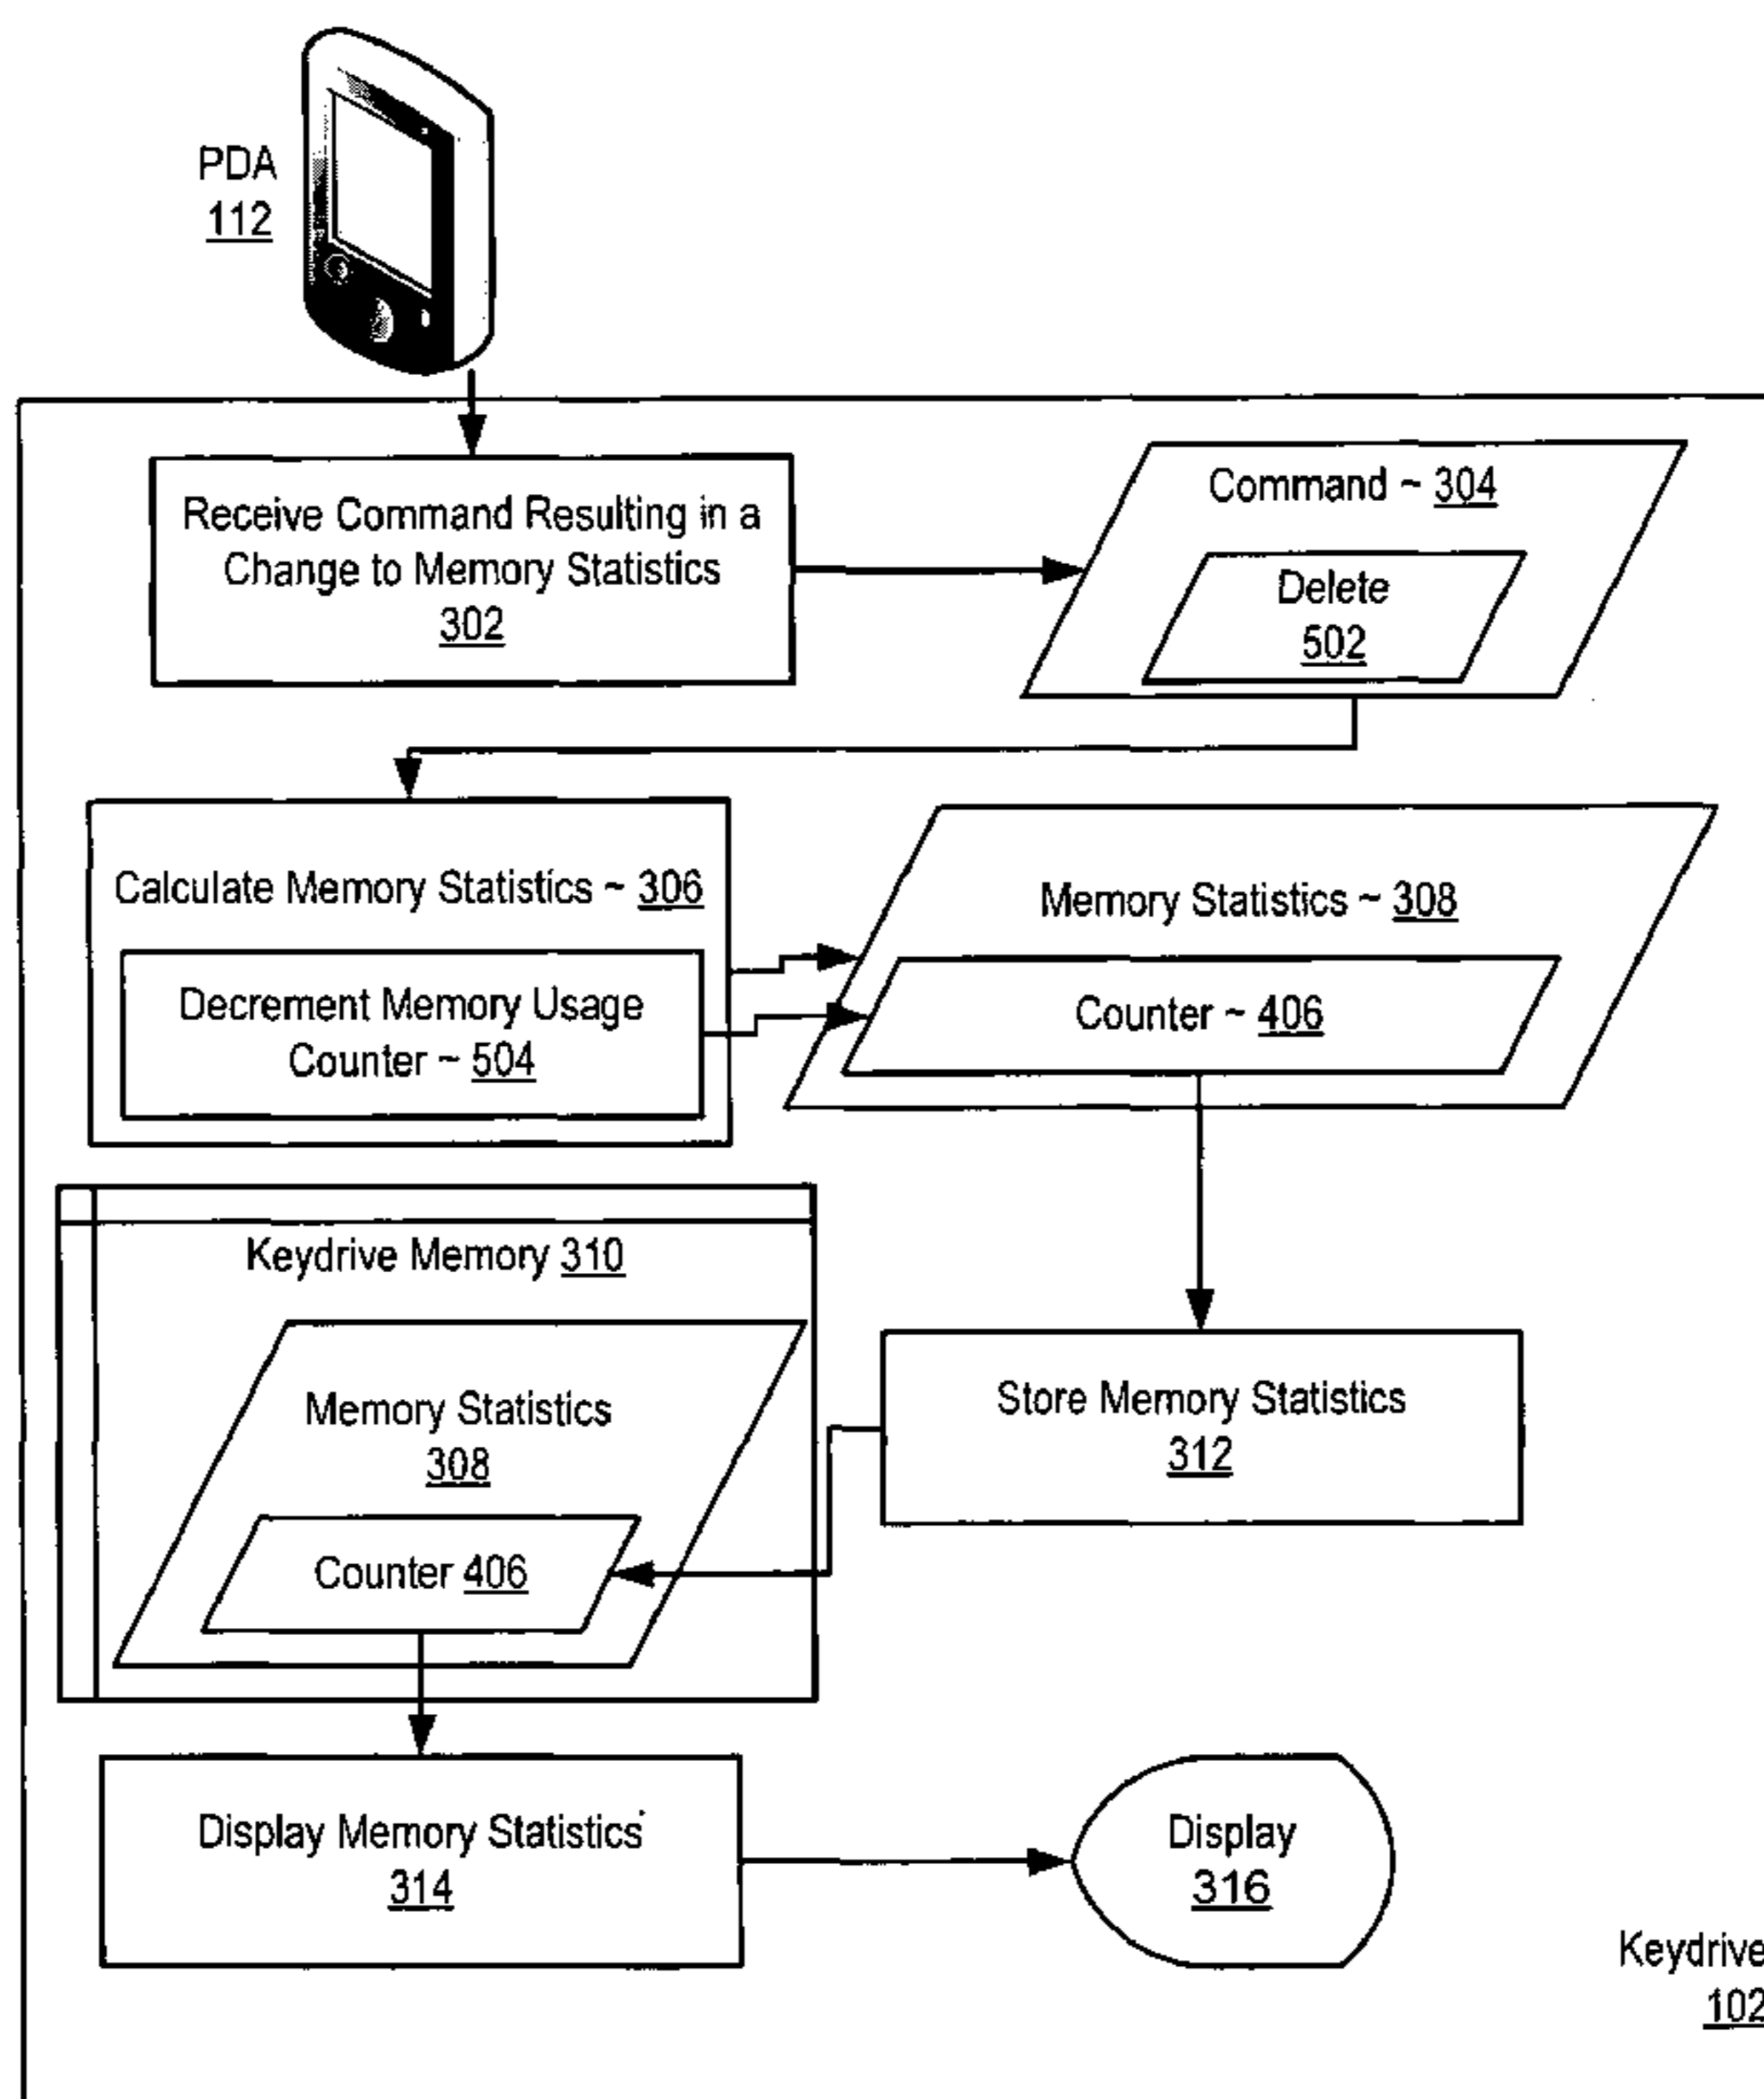 PDA
112
Receive Command Resulting in a
Change to Memory Statistics
302
Command ~ 304
Delete
502
Calculate Memory Statistics ~ 306
Decrement Memory Usage
Counter ~ 504
Memory Statistics ~ 308
Counter ~ 406
Keydrive Memory 310
Memory Statistics
308
Counter 406
Store Memory Statistics
312
Display Memory Statistics
314
Display
316
Keydrive
102